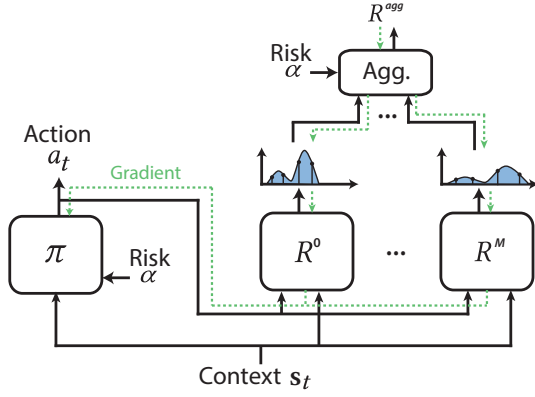 R^agg
Risk
α
Agg.
...
Action
a_t
Gradient
π
Risk
α
R^0
...
R^M
Context s_t